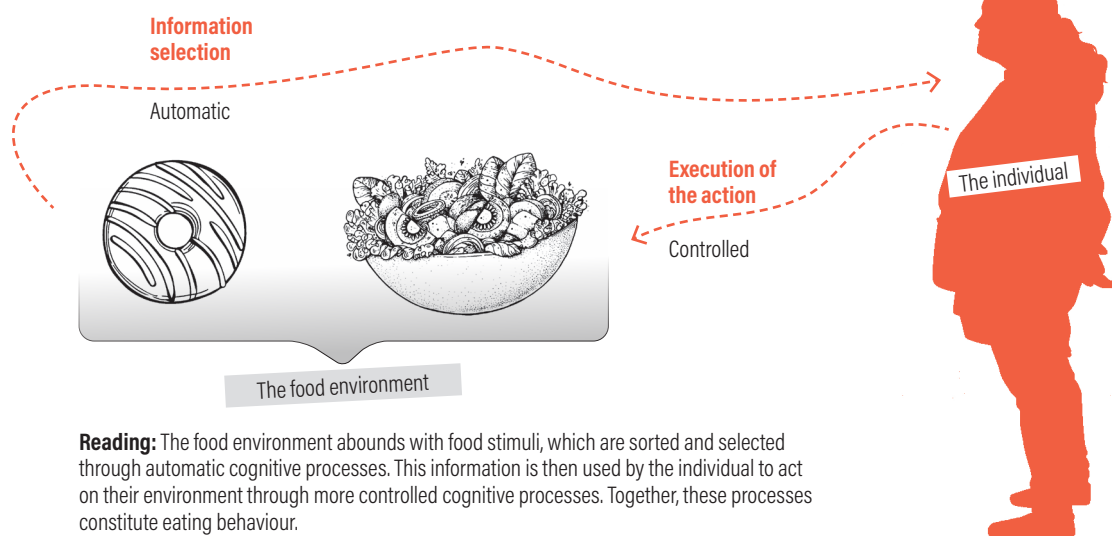 Information
selection
Automatic
Execution of
the action
Controlled
The individual
The food environment
Reading: The food environment abounds with food stimuli, which are sorted and selected
through automatic cognitive processes. This information is then used by the individual to act
on their environment through more controlled cognitive processes. Together, these processes
constitute eating behaviour.